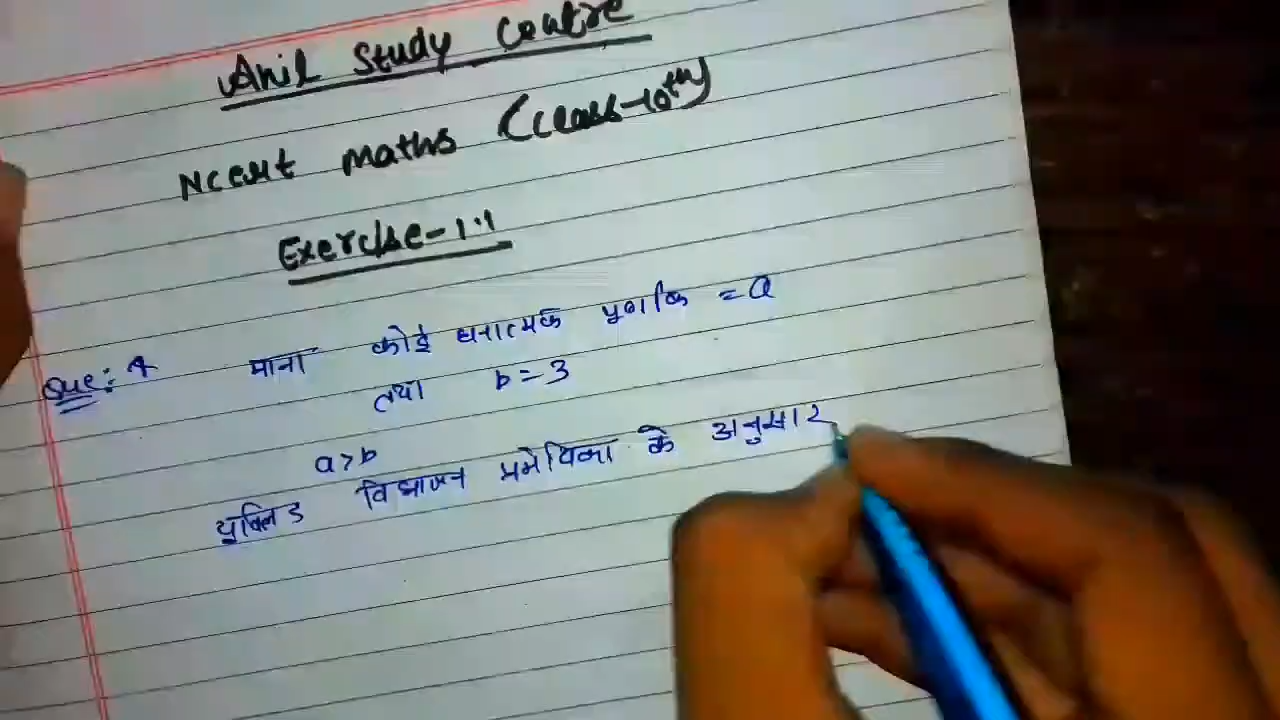 Anil Study Centre
Ncert maths (class-10th)
Exercise-1.1
Que: 4 माना कोई धनात्मक पूर्णांक = a
तथा b = 3
a > b
युक्लिड विभाजन प्रमेयिका के अनुसार